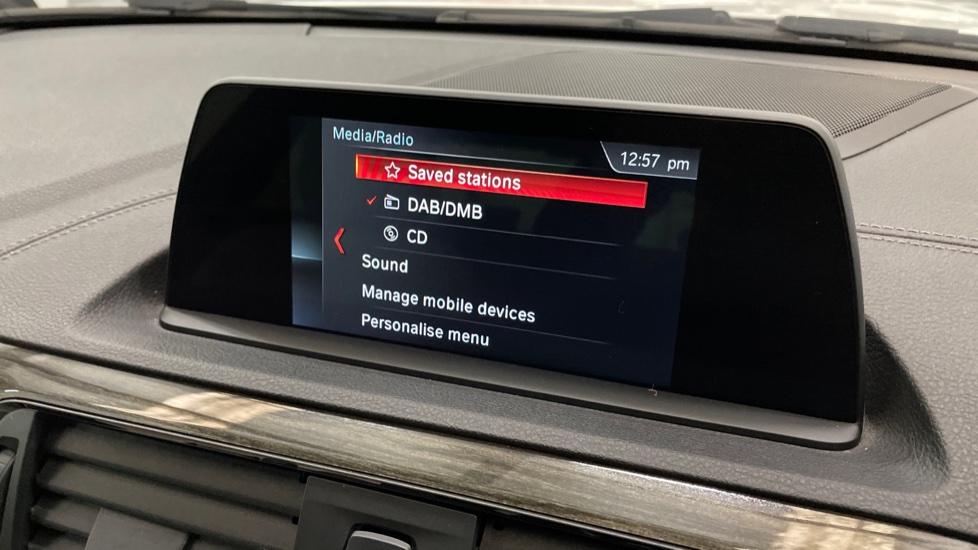 Media/Radio
12:57 pm
Saved stations
DAB/DMB
CD
Sound
Manage mobile devices
Personalise menu